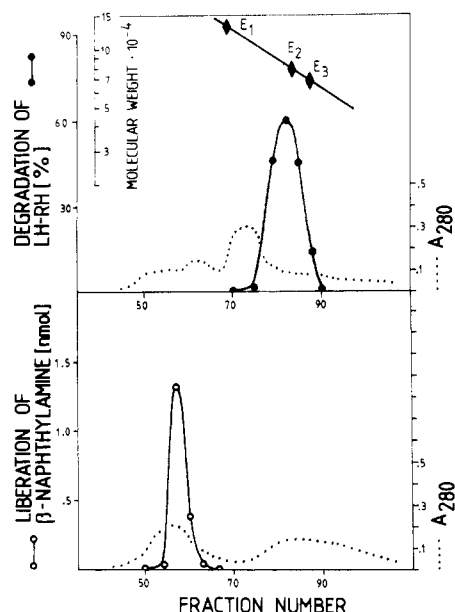 90
60
30
15
10
7
5
3
MOLECULAR WEIGHT · 10⁻⁴
DEGRADATION OF
LH-RH [%]
E₁
E₂
E₃
.5
.3
.1
A280
50
70
90
1.5
1.0
.5
LIBERATION OF
β-NAPHTHYLAMINE [nmol]
.5
.3
.1
A280
50
70
90
FRACTION NUMBER